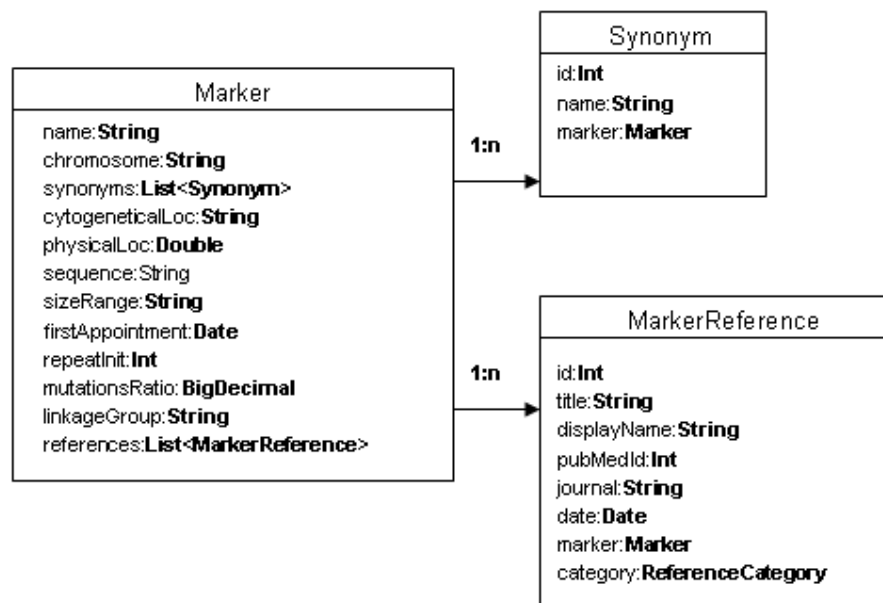 Marker
name:String
chromosome:String
synonyms:List<Synonym>
cytogeneticalLoc:String
physicalLoc:Double
sequence:String
sizeRange:String
firstAppointment:Date
repeatInit:Int
mutationsRatio:BigDecimal
linkageGroup:String
references:List<MarkerReference>
1:n
Synonym
id:Int
name:String
marker:Marker
1:n
MarkerReference
id:Int
title:String
displayName:String
pubMedId:Int
journal:String
date:Date
marker:Marker
category:ReferenceCategory